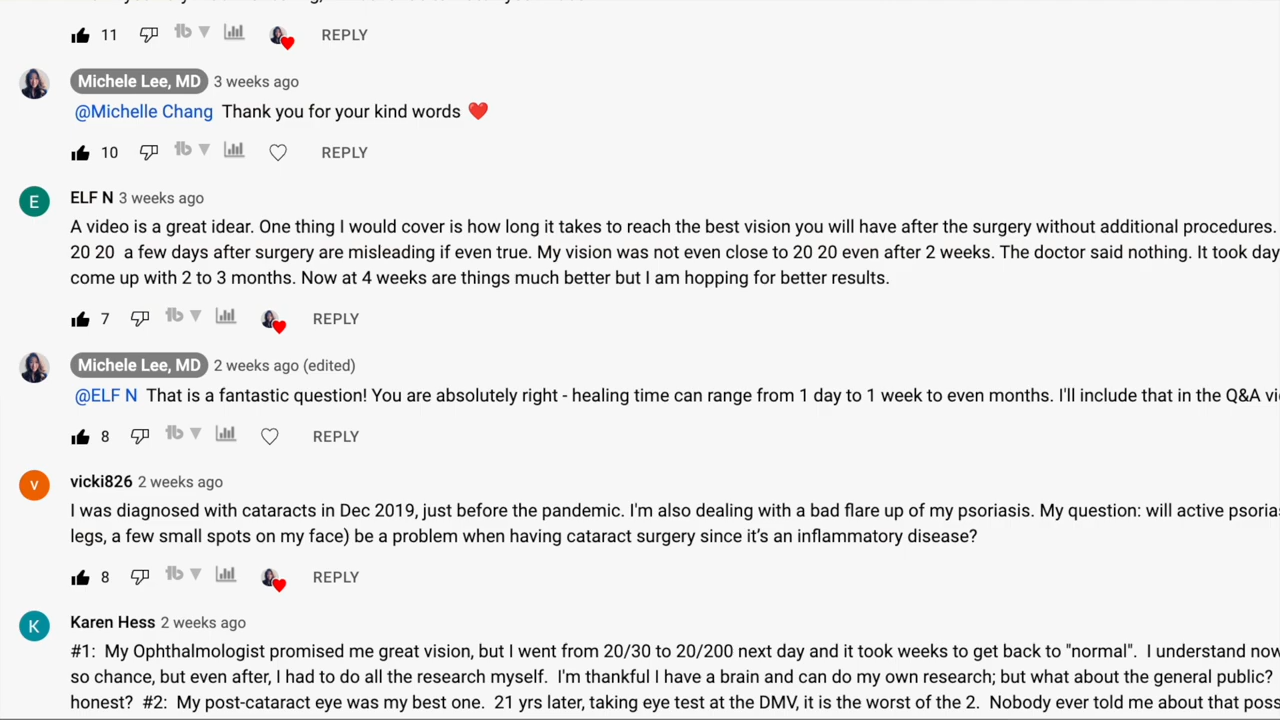 11 REPLY
Michele Lee, MD 3 weeks ago
@Michelle Chang Thank you for your kind words
10 REPLY
E ELF N 3 weeks ago
A video is a great idear. One thing I would cover is how long it takes to reach the best vision you will have after the surgery without additional procedures.
20 20 a few days after surgery are misleading if even true. My vision was not even close to 20 20 even after 2 weeks. The doctor said nothing. It took day
come up with 2 to 3 months. Now at 4 weeks are things much better but I am hopping for better results.
7 REPLY
Michele Lee, MD 2 weeks ago (edited)
@ELF N That is a fantastic question! You are absolutely right - healing time can range from 1 day to 1 week to even months. I'll include that in the Q&A vi
8 REPLY
v vicki826 2 weeks ago
I was diagnosed with cataracts in Dec 2019, just before the pandemic. I'm also dealing with a bad flare up of my psoriasis. My question: will active psorias
legs, a few small spots on my face) be a problem when having cataract surgery since it's an inflammatory disease?
8 REPLY
K Karen Hess 2 weeks ago
#1: My Ophthalmologist promised me great vision, but I went from 20/30 to 20/200 next day and it took weeks to get back to "normal". I understand now
so chance, but even after, I had to do all the research myself. I'm thankful I have a brain and can do my own research; but what about the general public?
honest? #2: My post-cataract eye was my best one. 21 yrs later, taking eye test at the DMV, it is the worst of the 2. Nobody ever told me about that poss